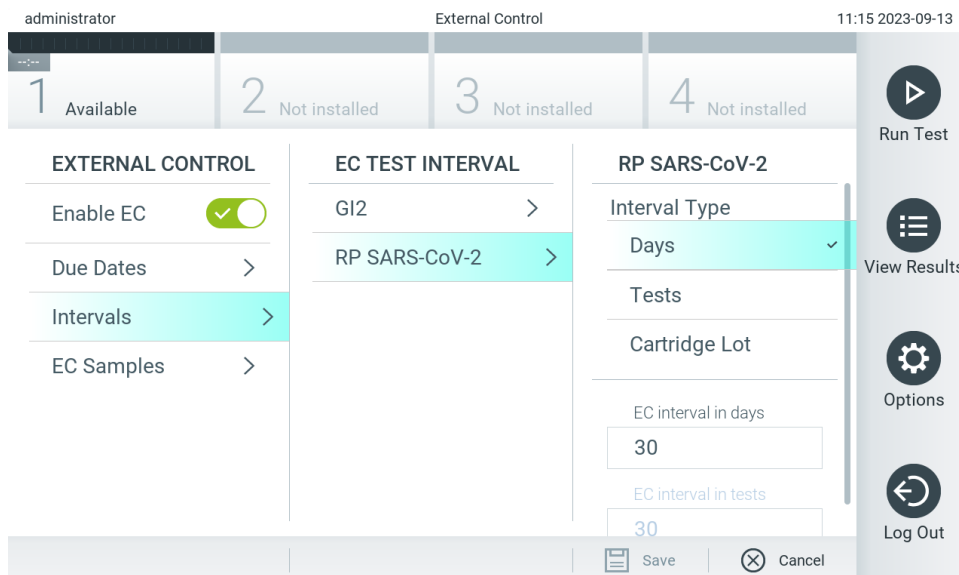 administrator
External Control
11:15 2023-09-13
--:--
1 Available
2 Not installed
3 Not installed
4 Not installed
EXTERNAL CONTROL
Enable EC
Due Dates
Intervals
EC Samples
EC TEST INTERVAL
GI2
RP SARS-CoV-2
RP SARS-CoV-2
Interval Type
Days
Tests
Cartridge Lot
EC interval in days
30
EC interval in tests
30
Save
Cancel
Run Test
View Results
Options
Log Out